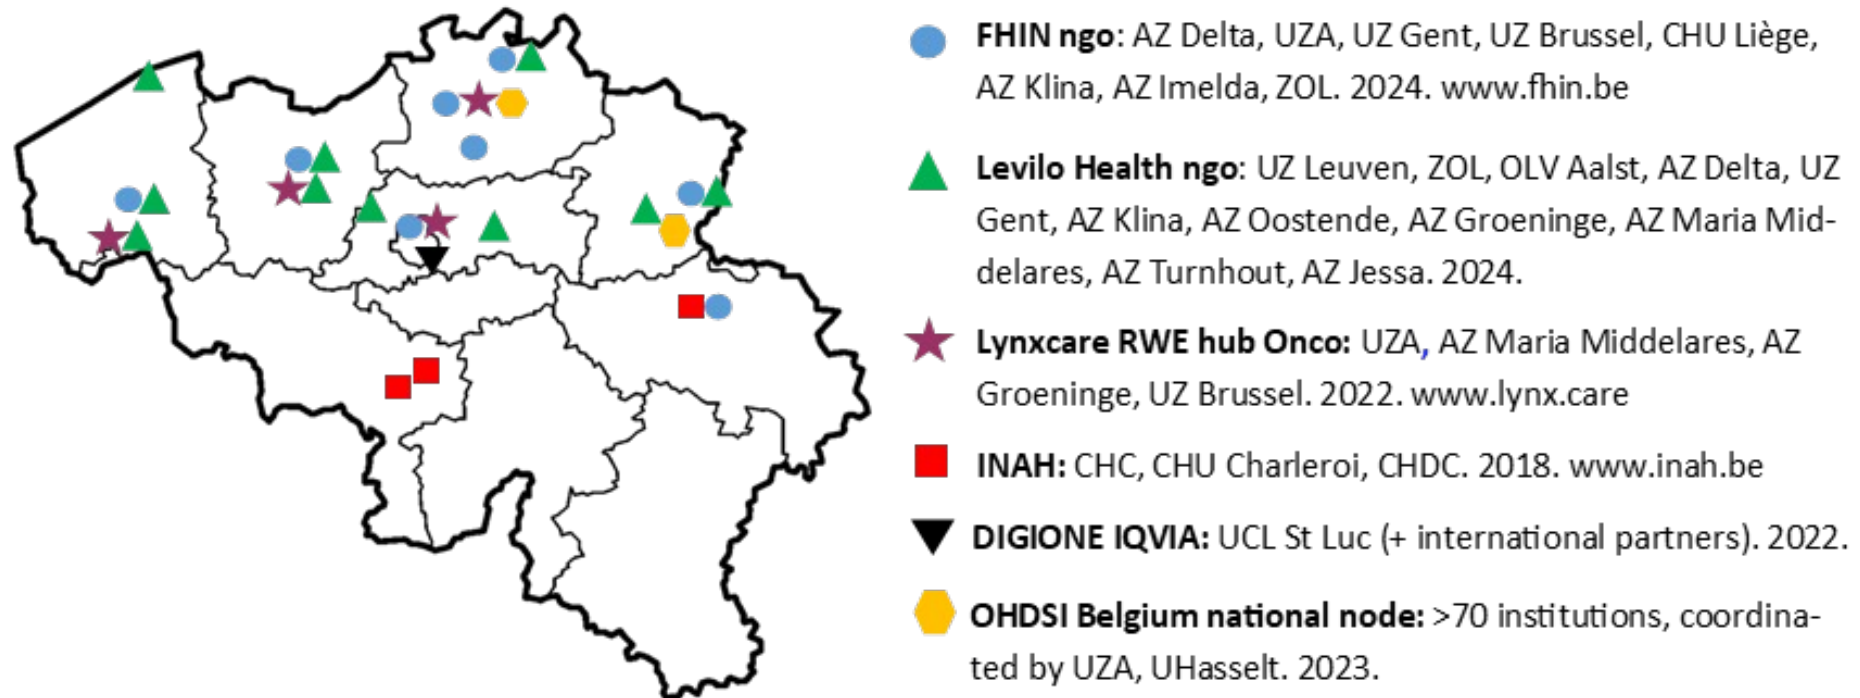 FHIN ngo: AZ Delta, UZA, UZ Gent, UZ Brussel, CHU Liège,
AZ Klina, AZ Imelda, ZOL. 2024. www.fhin.be
Levilo Health ngo: UZ Leuven, ZOL, OLV Aalst, AZ Delta, UZ
Gent, AZ Klina, AZ Oostende, AZ Groeninge, AZ Maria Mid-
delares, AZ Turnhout, AZ Jessa. 2024.
Lynxcare RWE hub Onco: UZA, AZ Maria Middelares, AZ
Groeninge, UZ Brussel. 2022. www.lynx.care
INAH: CHC, CHU Charleroi, CHDC. 2018. www.inah.be
DIGIONE IQVIA: UCL St Luc (+ international partners). 2022.
OHDSI Belgium national node: >70 institutions, coordina-
ted by UZA, UHasselt. 2023.